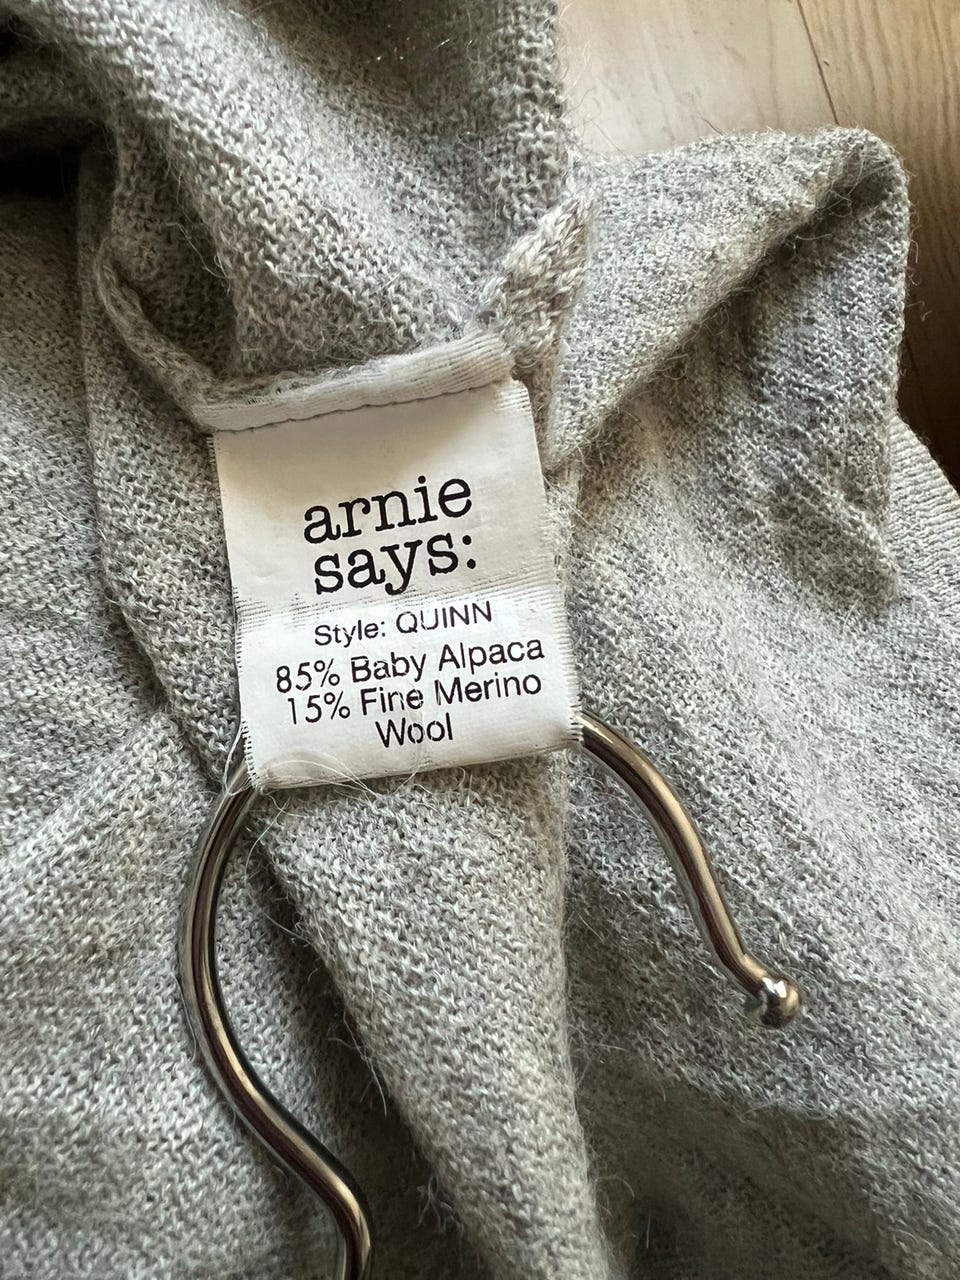 arnie
says:
Style: QUINN
85% Baby Alpaca
15% Fine Merino
Wool